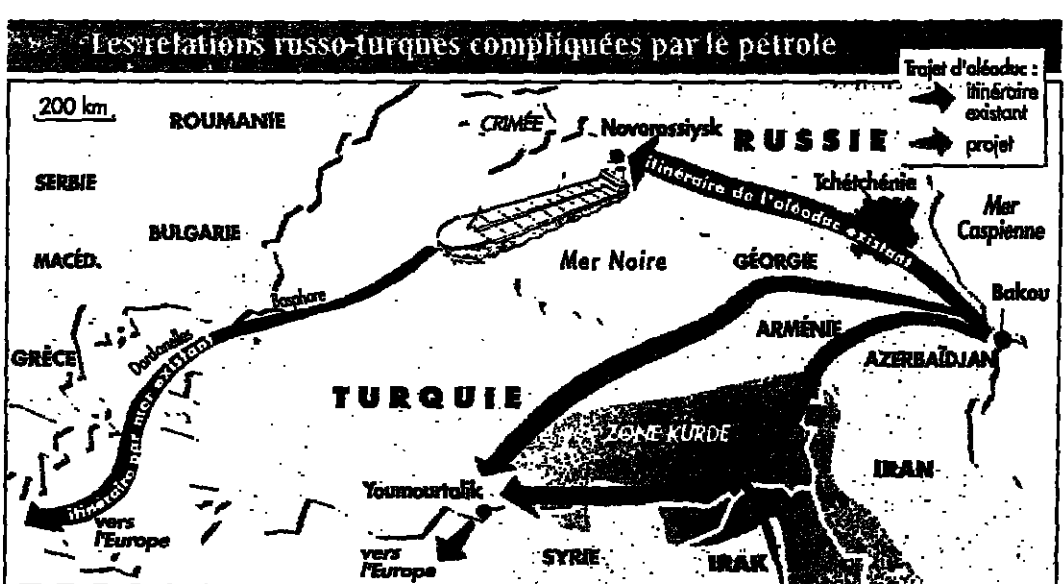 Les relations russo-turques compliquées par le pétrole
Trajet d'oléoduc :
itinéraire
existant
projet
200 km
ROUMANIE
CRIMÉE
Novorossiysk
RUSSIE
itinéraire de l'oléoduc existant
Tchétchénie
SERBIE
Mer
Caspienne
BULGARIE
MACÉD.
Mer Noire
GÉORGIE
Bakou
Bosphore
ARMÉNIE
Dardanelles
GRÈCE
AZERBAÏDJAN
TURQUIE
ZONE KURDE
IRAN
Youmourtalik
itinéraire par mer existant
vers
l'Europe
vers
l'Europe
SYRIE
IRAK